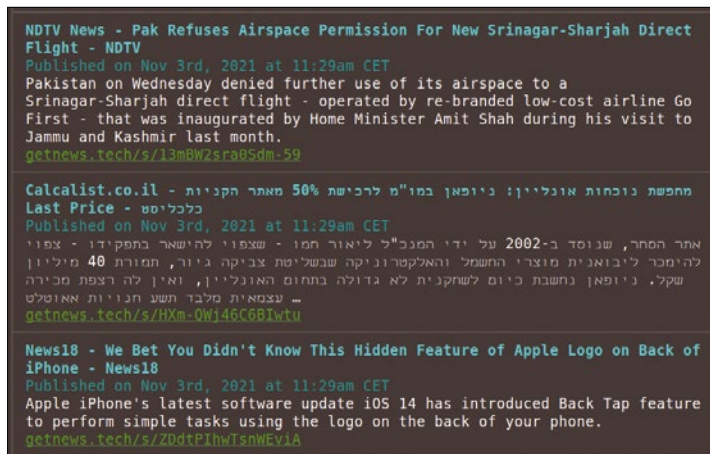 NDTV News - Pak Refuses Airspace Permission For New Srinagar-Sharjah Direct
Flight - NDTV
Published on Nov 3rd, 2021 at 11:29am CET
Pakistan on Wednesday denied further use of its airspace to a
Srinagar-Sharjah direct flight - operated by re-branded low-cost airline Go
First - that was inaugurated by Home Minister Amit Shah during his visit to
Jammu and Kashmir last month.
getnews.tech/s/13mBW2sra0Sdm-59
Calcalist.co.il - מחפשת נוכחות אונליין: ניופאן במו"מ לרכישת 50% מאתר הקניות
Last Price - כלכליסט
Published on Nov 3rd, 2021 at 11:29am CET
אתר הסחר, שנוסד ב-2002 על ידי המנכ"ל ליאור חמו - שצפוי להישאר בתפקידו - צפוי
להימכר ליבואנית מוצרי החשמל והאלקטרוניקה שבשליטת צביקה גיור, תמורת 40 מיליון
שקל. ניופאן נחשבת כיום לשחקנית לא גדולה בתחום האונליין, ואין לה רצפת מכירה
עצמאית מלבד תשע חנויות אאוטלט …
getnews.tech/s/HXm-QWj46C6BIwtu
News18 - We Bet You Didn't Know This Hidden Feature of Apple Logo on Back of
iPhone - News18
Published on Nov 3rd, 2021 at 11:29am CET
Apple iPhone's latest software update iOS 14 has introduced Back Tap feature
to perform simple tasks using the logo on the back of your phone.
getnews.tech/s/ZDdtPIhwTsnWEviA